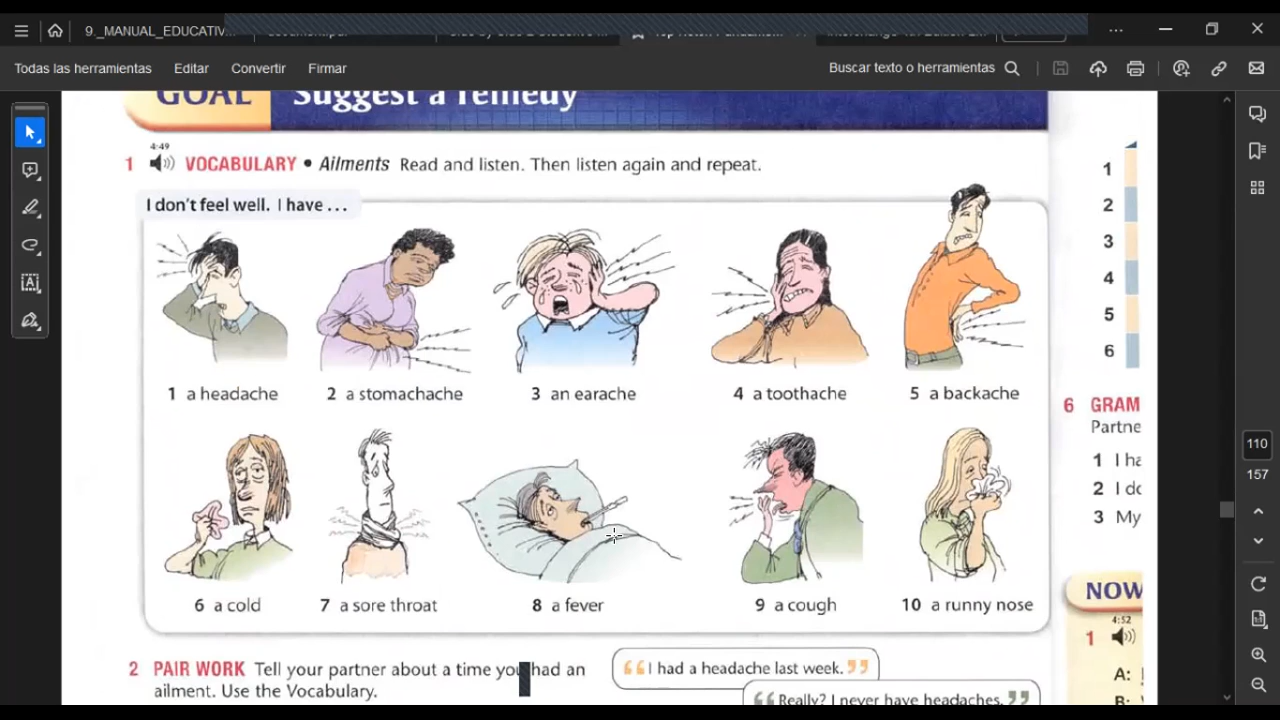 9._MANUAL_EDUCATIV...
Todas las herramientas Editar Convertir Firmar Buscar texto o herramientas
GOAL Suggest a remedy
4:49
1 VOCABULARY • Ailments Read and listen. Then listen again and repeat.
I don't feel well. I have ...
1 a headache 2 a stomachache 3 an earache 4 a toothache 5 a backache
6 a cold 7 a sore throat 8 a fever 9 a cough 10 a runny nose
2 PAIR WORK Tell your partner about a time you had an
ailment. Use the Vocabulary.
“I had a headache last week.”
“Really? I never have headaches.”
1
2
3
4
5
6
6 GRAM
Partne
1 I ha
2 I do
3 My
NOW
4:52
1
A:
B:
110
157